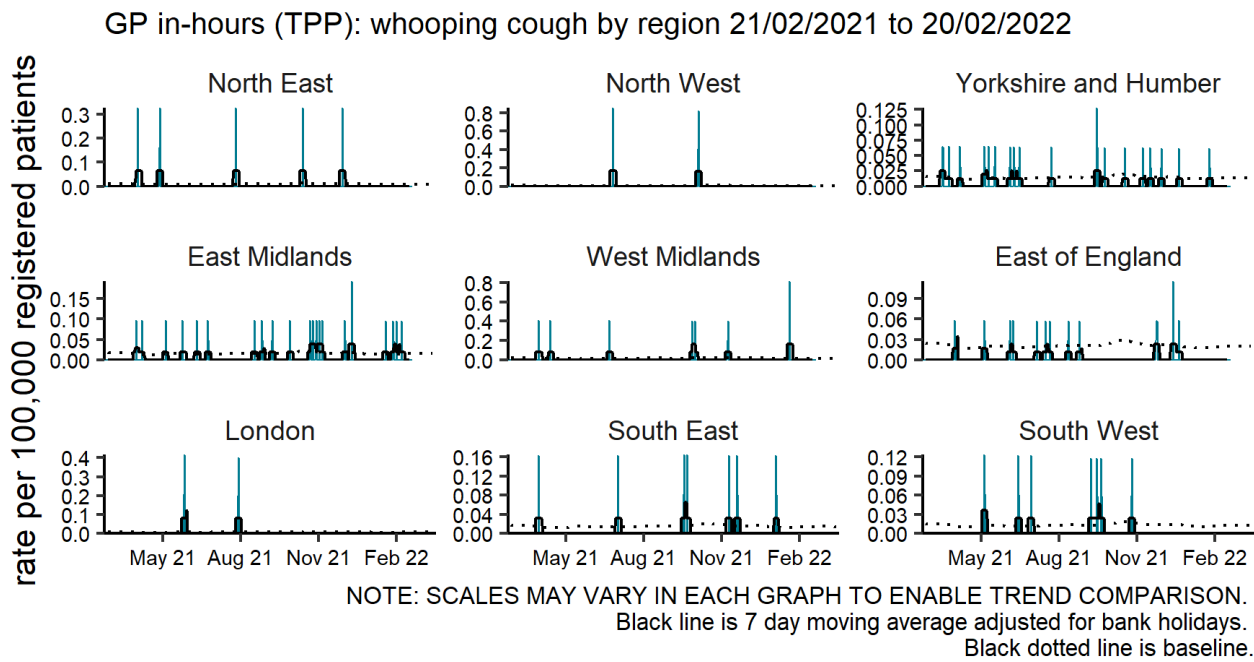 GP in-hours (TPP): whooping cough by region 21/02/2021 to 20/02/2022
rate per 100,000 registered patients
North East
0.3
0.2
0.1
0.0
North West
0.8
0.6
0.4
0.2
0.0
Yorkshire and Humber
0.125
0.100
0.075
0.050
0.025
0.000
East Midlands
0.15
0.10
0.05
0.00
West Midlands
0.8
0.6
0.4
0.2
0.0
East of England
0.09
0.06
0.03
0.00
London
0.4
0.3
0.2
0.1
0.0
May 21 Aug 21 Nov 21 Feb 22
South East
0.16
0.12
0.08
0.04
0.00
May 21 Aug 21 Nov 21 Feb 22
South West
0.12
0.09
0.06
0.03
0.00
May 21 Aug 21 Nov 21 Feb 22
NOTE: SCALES MAY VARY IN EACH GRAPH TO ENABLE TREND COMPARISON.
Black line is 7 day moving average adjusted for bank holidays.
Black dotted line is baseline.